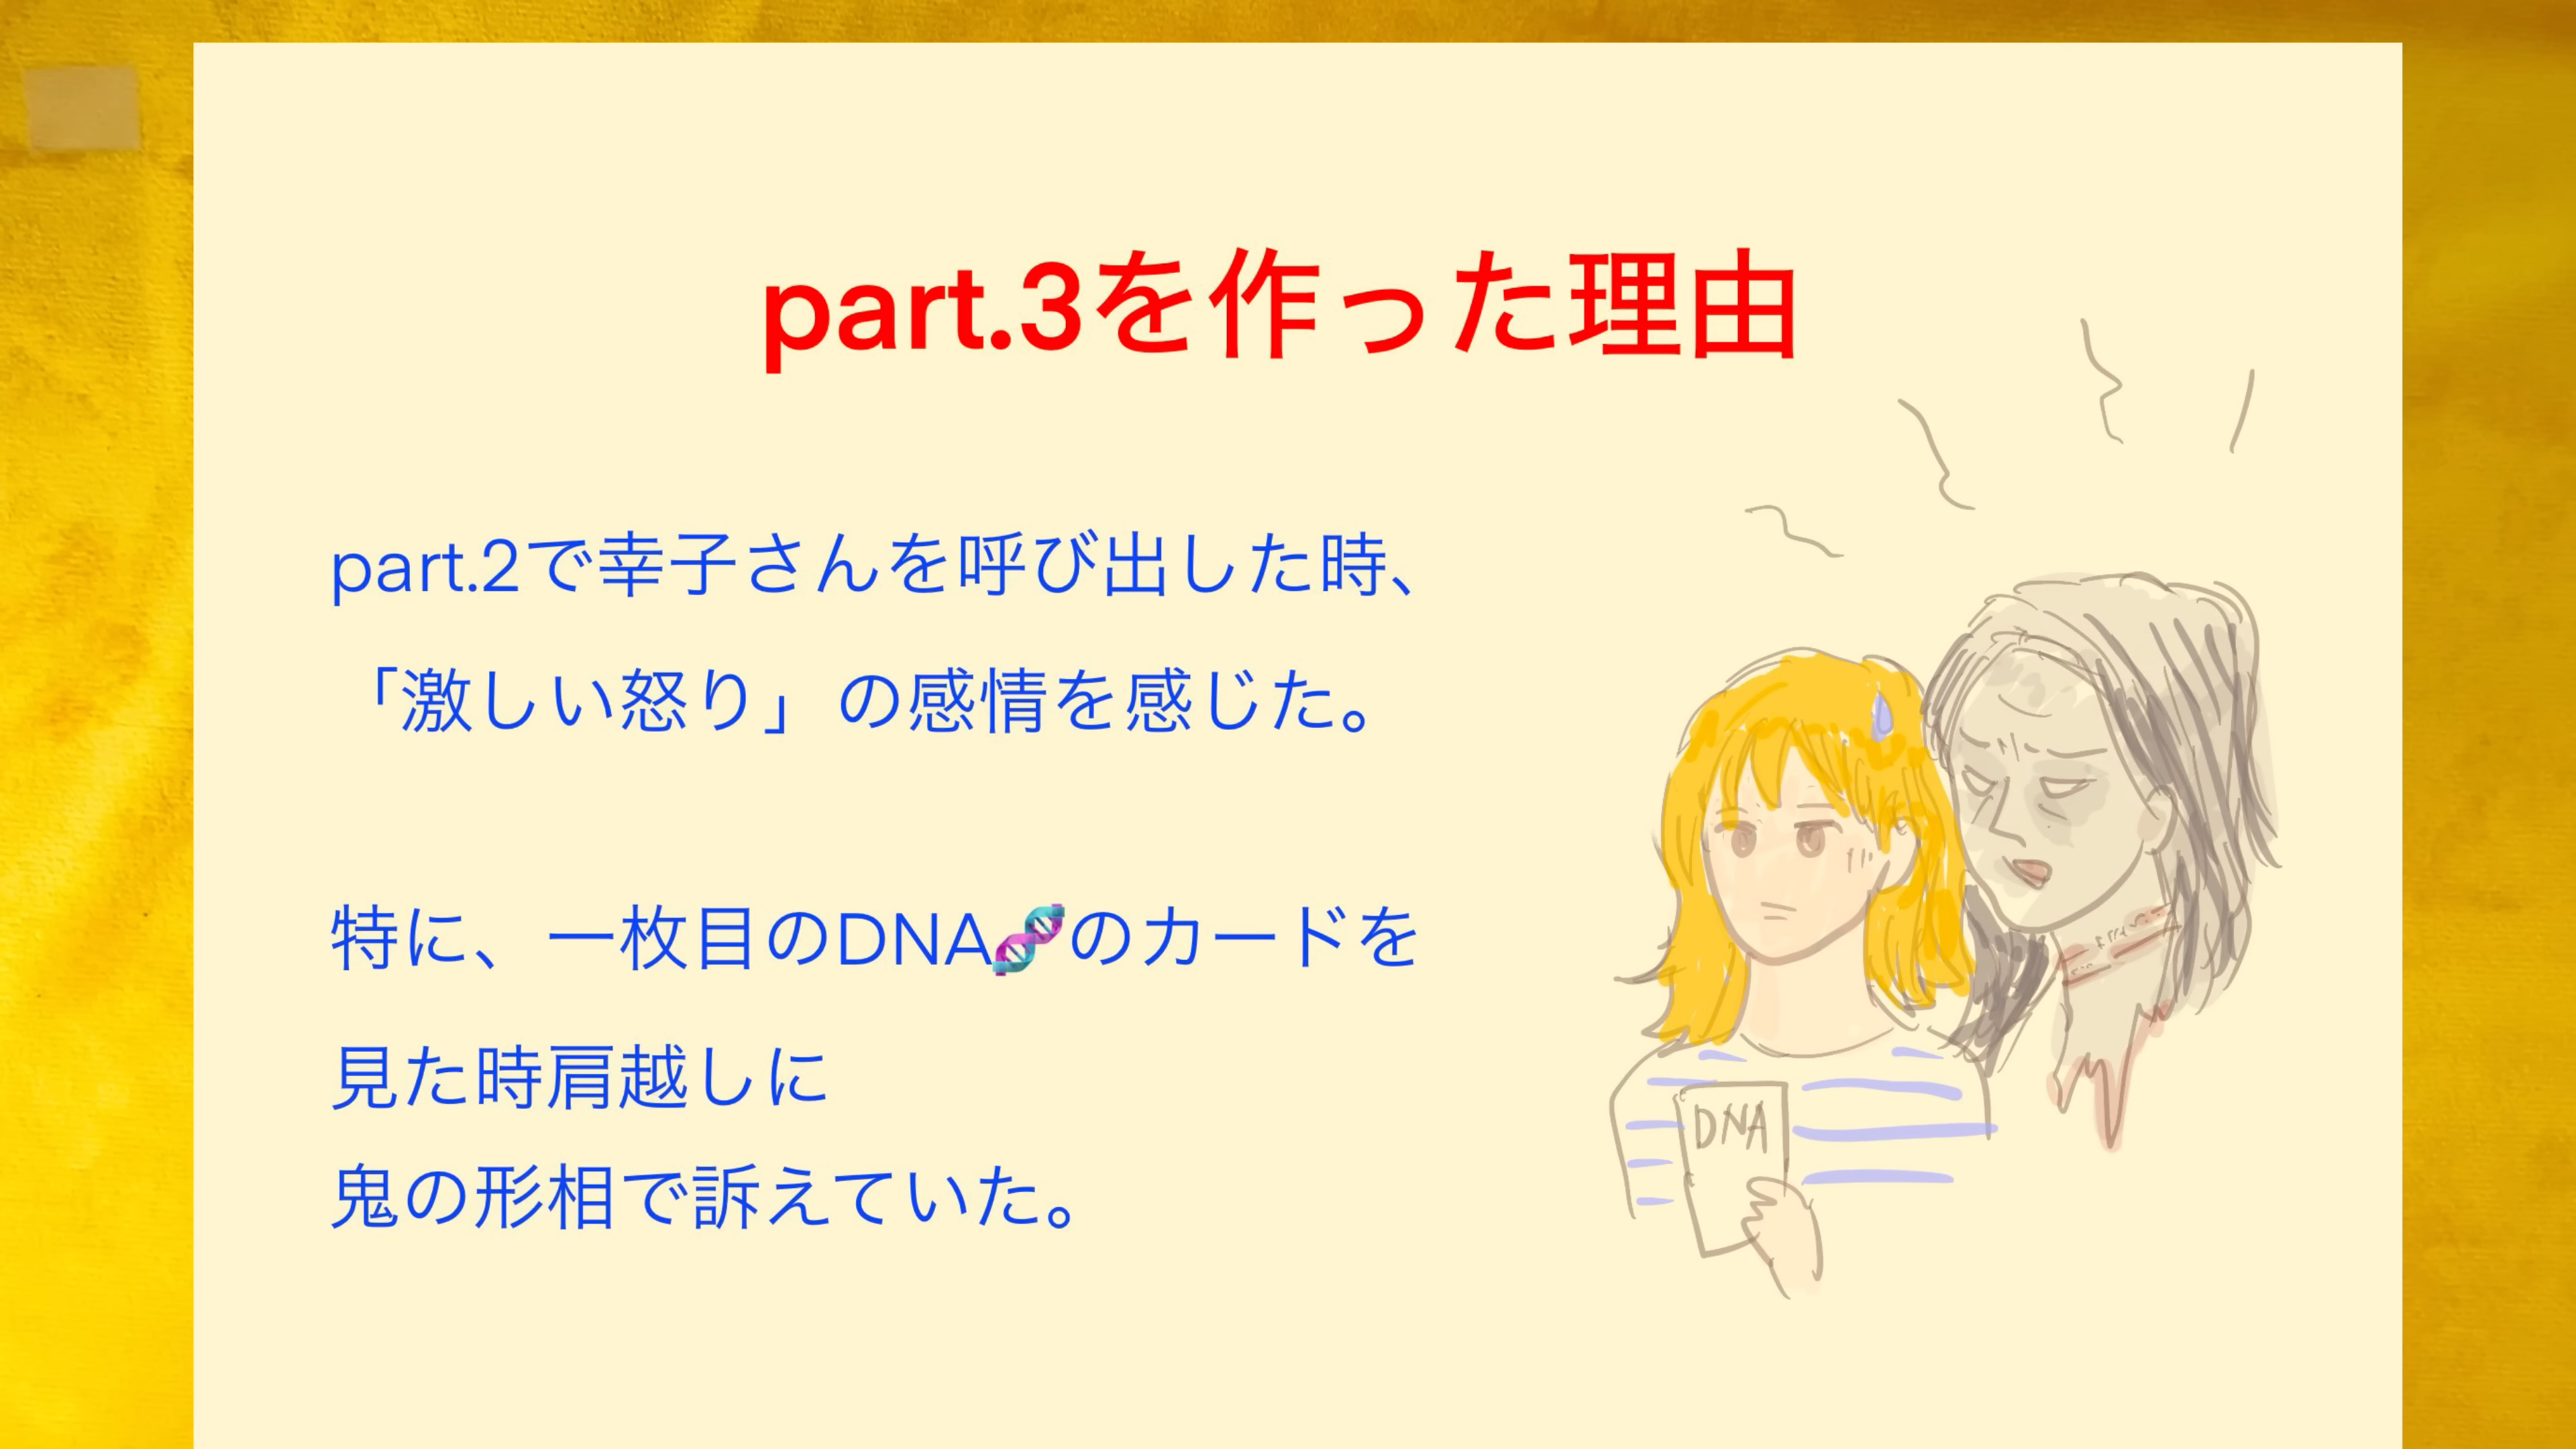 part.3を作った理由
part.2で幸子さんを呼び出した時、
「激しい怒り」の感情を感じた。
特に、一枚目のDNA🧬のカードを
見た時肩越しに
鬼の形相で訴えていた。
DNA